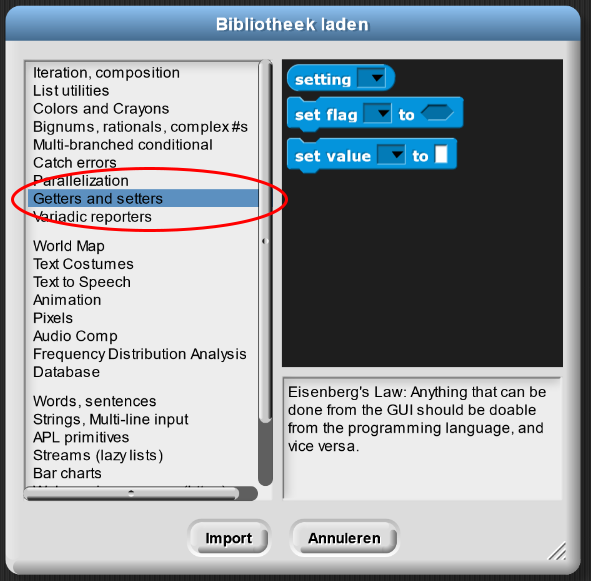 Bibliotheek laden
Iteration, composition
List utilities
Colors and Crayons
Bignums, rationals, complex #s
Multi-branched conditional
Catch errors
Parallelization
Getters and setters
Variadic reporters
World Map
Text Costumes
Text to Speech
Animation
Pixels
Audio Comp
Frequency Distribution Analysis
Database
Words, sentences
Strings, Multi-line input
APL primitives
Streams (lazy lists)
Bar charts
setting
set flag to
set value to
Eisenberg's Law: Anything that can be
done from the GUI should be doable
from the programming language, and
vice versa.
Import
Annuleren